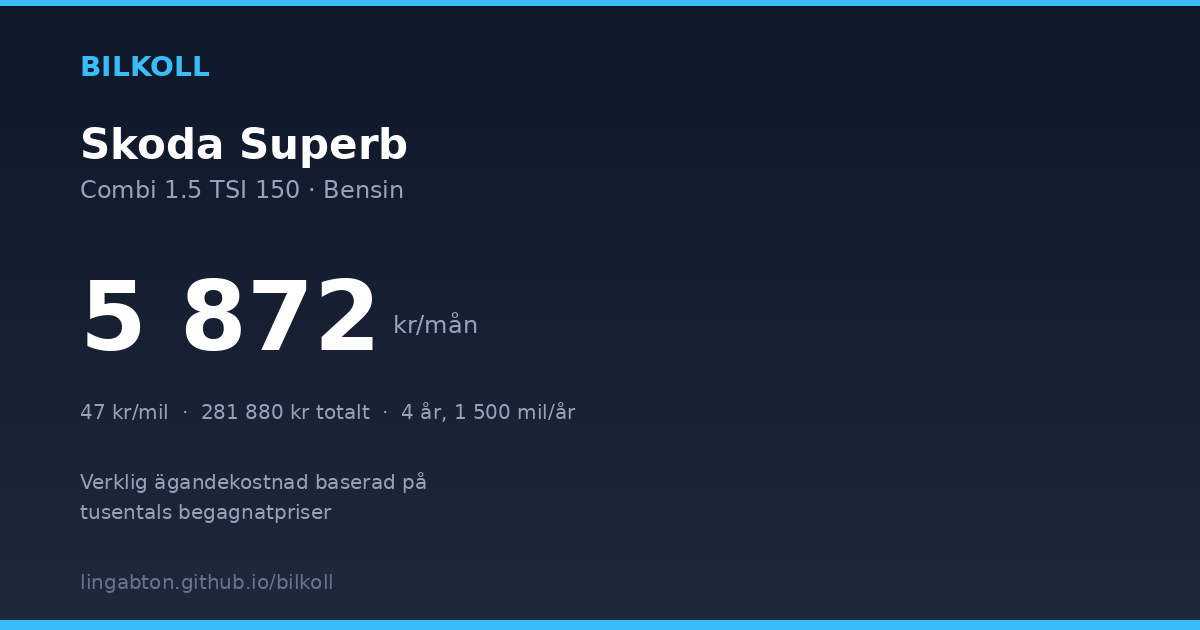 BILKOLL
Skoda Superb
Combi 1.5 TSI 150 · Bensin
5 872 kr/mån
47 kr/mil · 281 880 kr totalt · 4 år, 1 500 mil/år
Verklig ägandekostnad baserad på
tusentals begagnatpriser
lingabton.github.io/bilkoll